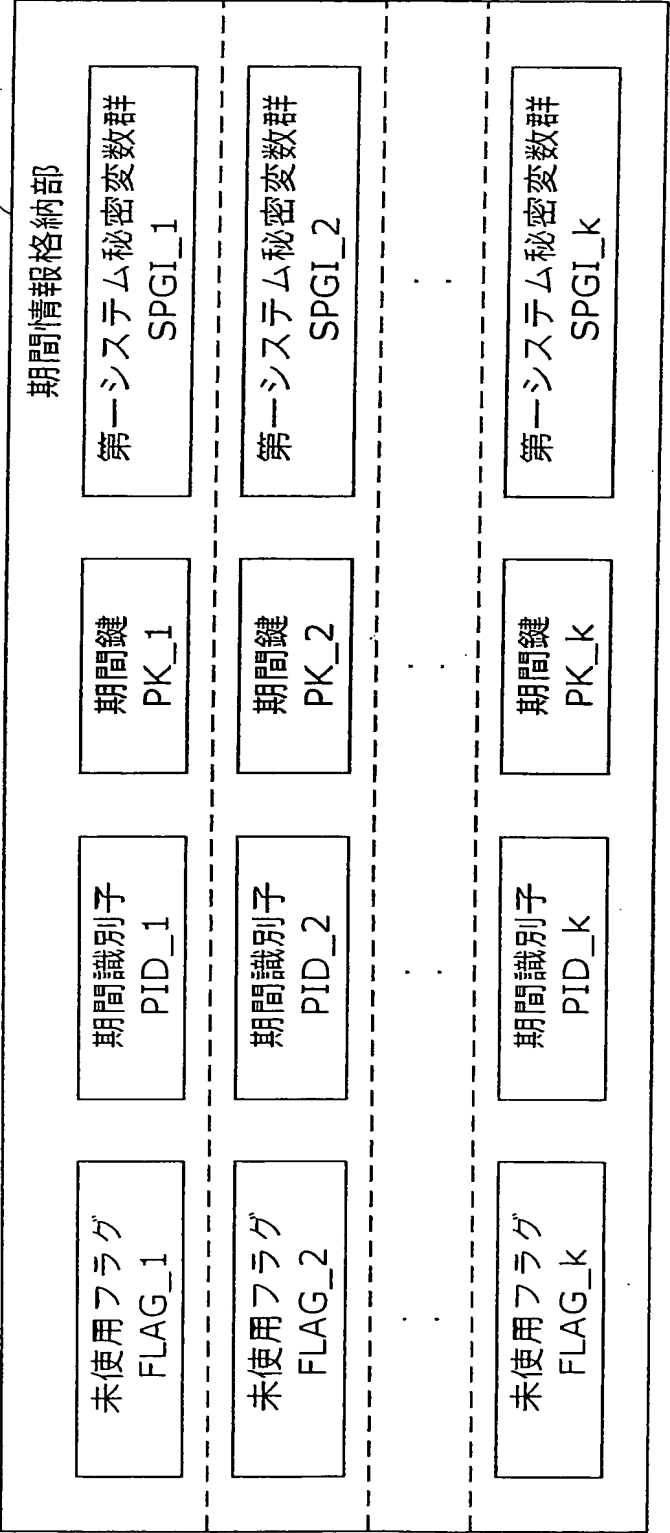 期間情報格納部
未使用フラグ
FLAG_1
期間識別子
PID_1
期間鍵
PK_1
第一システム秘密変数群
SPGI_1
未使用フラグ
FLAG_2
期間識別子
PID_2
期間鍵
PK_2
第一システム秘密変数群
SPGI_2
未使用フラグ
FLAG_k
期間識別子
PID_k
期間鍵
PK_k
第一システム秘密変数群
SPGI_k